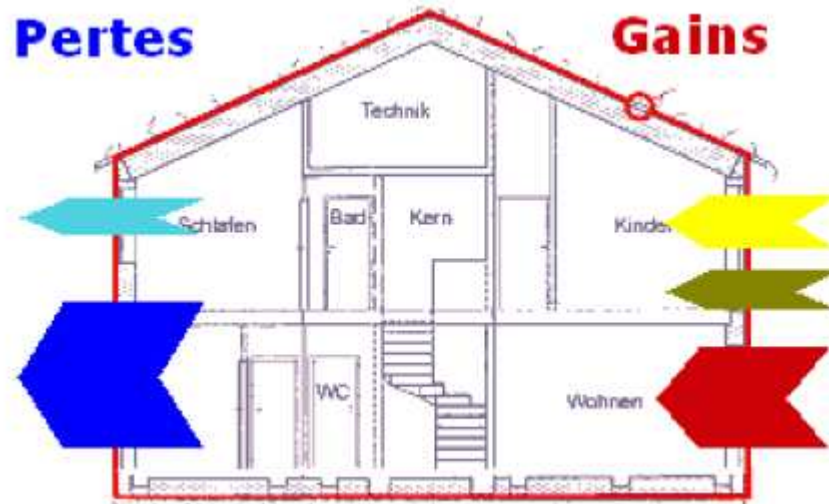 Pertes
Gains
Technik
Schlafen
Bad
Kern
Kinder
WC
Wohnen